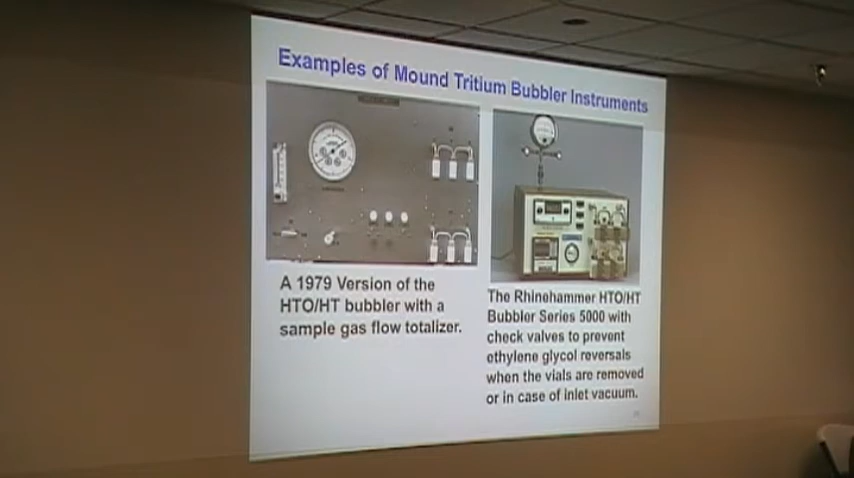 Examples of Mound Tritium Bubbler Instruments
A 1979 Version of the
HTO/HT bubbler with a
sample gas flow totalizer.
The Rhinehammer HTO/HT
Bubbler Series 5000 with
check valves to prevent
ethylene glycol reversals
when the vials are removed
or in case of inlet vacuum.